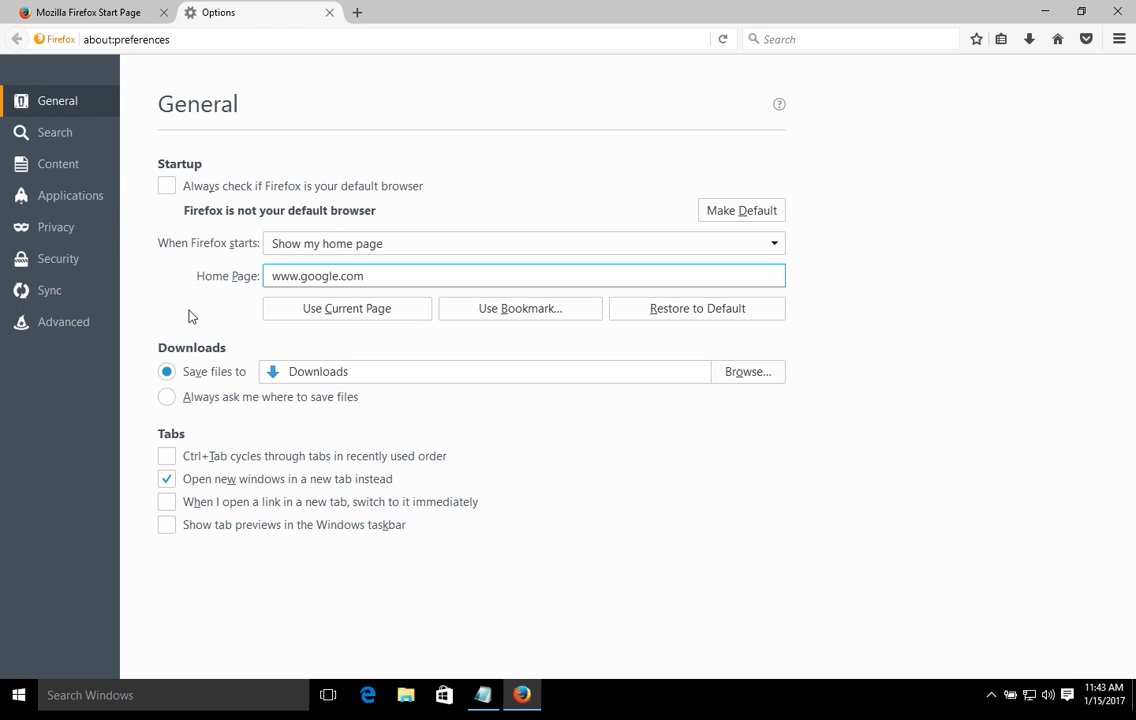 Mozilla Firefox Start Page
Options
Firefox
about:preferences
Search
General
Search
Content
Applications
Privacy
Security
Sync
Advanced
General
?
Startup
Always check if Firefox is your default browser
Firefox is not your default browser
Make Default
When Firefox starts:
Show my home page
Home Page:
www.google.com
Use Current Page
Use Bookmark...
Restore to Default
Downloads
Save files to
Downloads
Browse...
Always ask me where to save files
Tabs
Ctrl+Tab cycles through tabs in recently used order
Open new windows in a new tab instead
When I open a link in a new tab, switch to it immediately
Show tab previews in the Windows taskbar
Search Windows
11:43 AM
1/15/2017